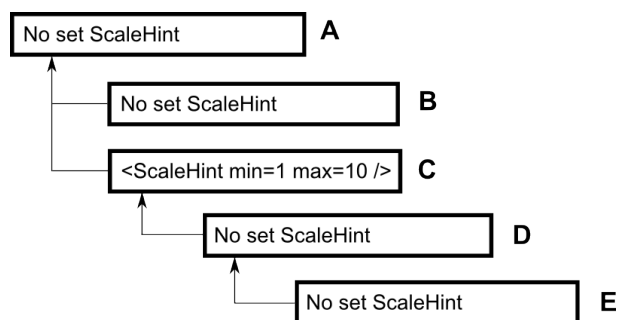 No set ScaleHint A
No set ScaleHint B
<ScaleHint min=1 max=10 /> C
No set ScaleHint D
No set ScaleHint E